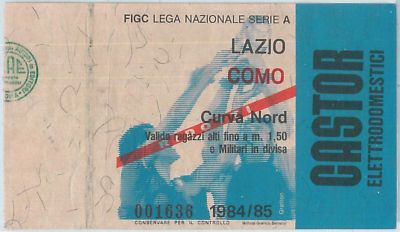 FIGC LEGA NAZIONALE SERIE A
LAZIO
COMO
Curva Nord
Valido ragazzi alti fino a m. 1,50
e Militari in divisa
RIDOTTI
001636 1984/85
CONSERVARE PER IL CONTROLLO
CASTOR
ELETTRODOMESTICI